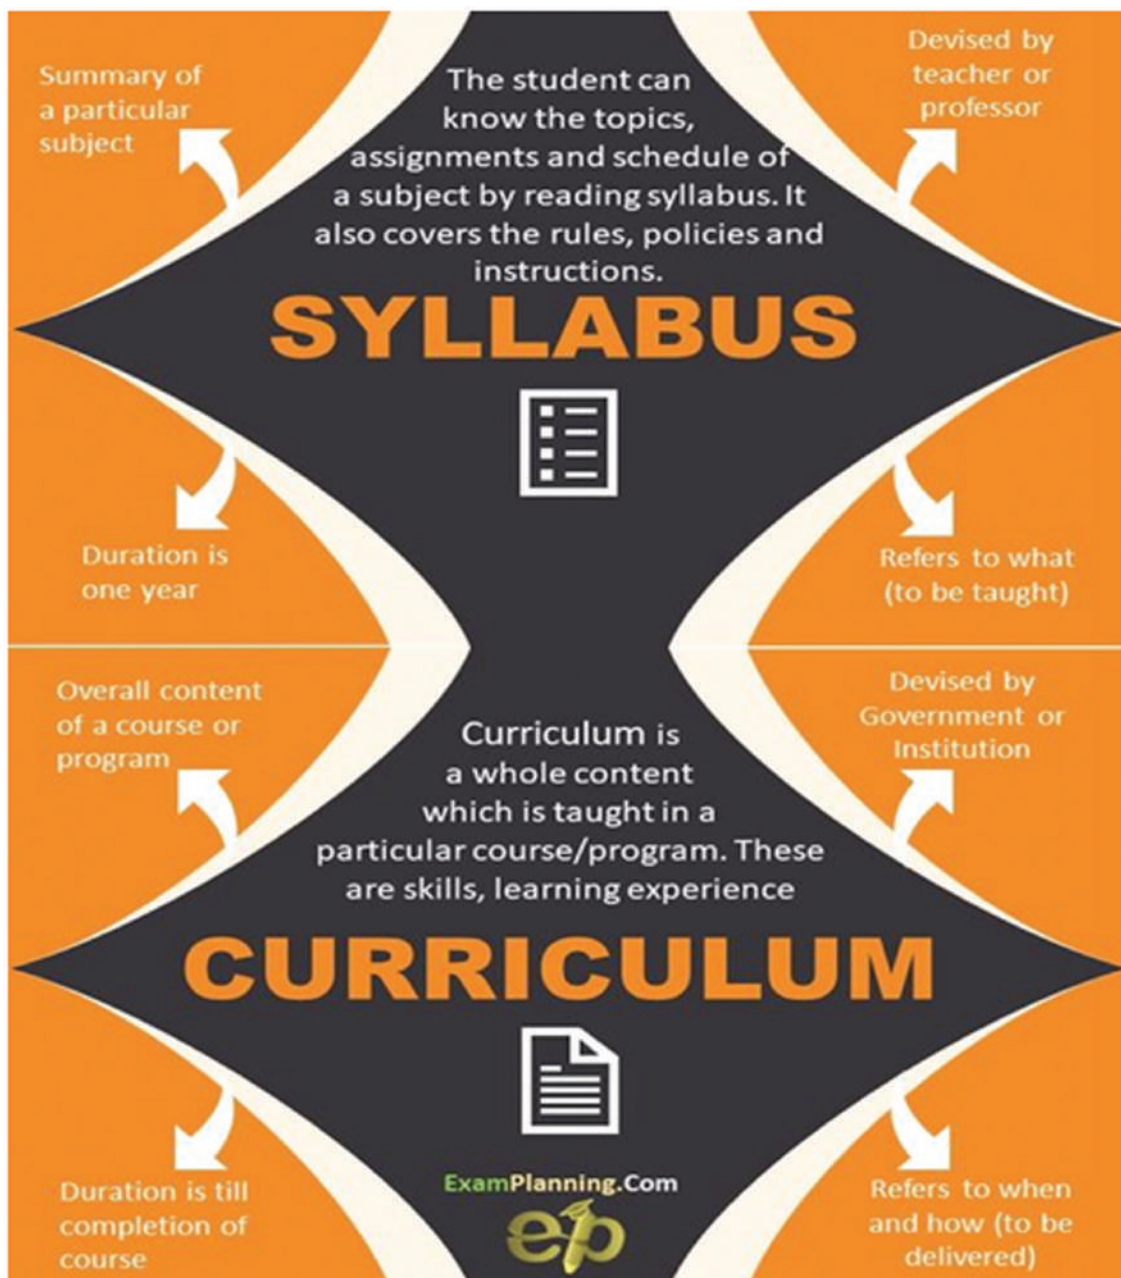 Summary of
a particular
subject
The student can
know the topics,
assignments and schedule of
a subject by reading syllabus. It
also covers the rules, policies and
instructions.
Devised by
teacher or
professor
SYLLABUS
Duration is
one year
Refers to what
(to be taught)
Overall content
of a course or
program
Curriculum is
a whole content
which is taught in a
particular course/program. These
are skills, learning experience
Devised by
Government or
Institution
CURRICULUM
Duration is till
completion of
course
ExamPlanning.Com
ep
Refers to when
and how (to be
delivered)